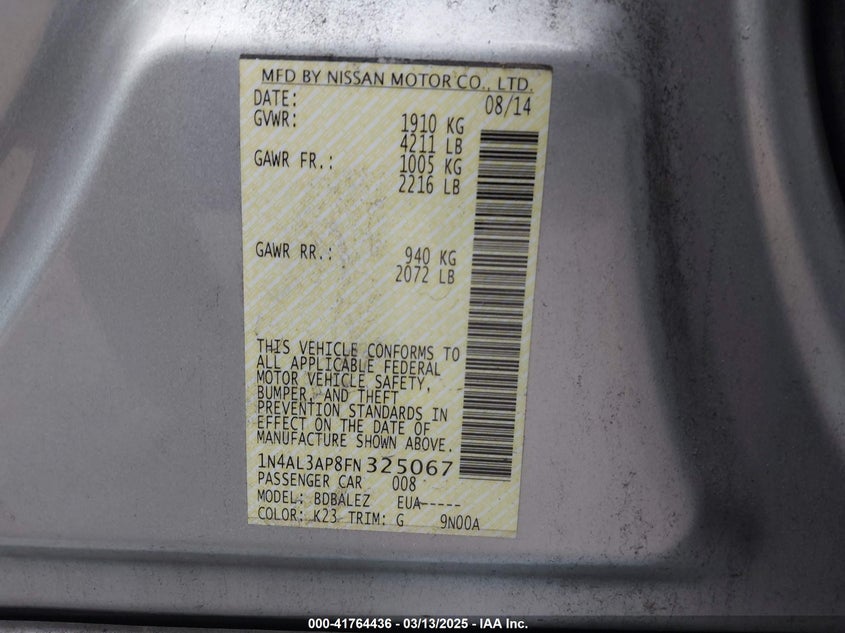 MFD BY NISSAN MOTOR CO., LTD.
DATE: 08/14
GVWR: 1910 KG
4211 LB
GAWR FR.: 1005 KG
2216 LB
GAWR RR.: 940 KG
2072 LB
THIS VEHICLE CONFORMS TO
ALL APPLICABLE FEDERAL
MOTOR VEHICLE SAFETY,
BUMPER, AND THEFT
PREVENTION STANDARDS IN
EFFECT ON THE DATE OF
MANUFACTURE SHOWN ABOVE.
1N4AL3AP8FN 325067
PASSENGER CAR 008
MODEL: BDBALEZ EUA-----
COLOR: K23 TRIM: G 9N00A
000-41764436 - 03/13/2025 - IAA Inc.